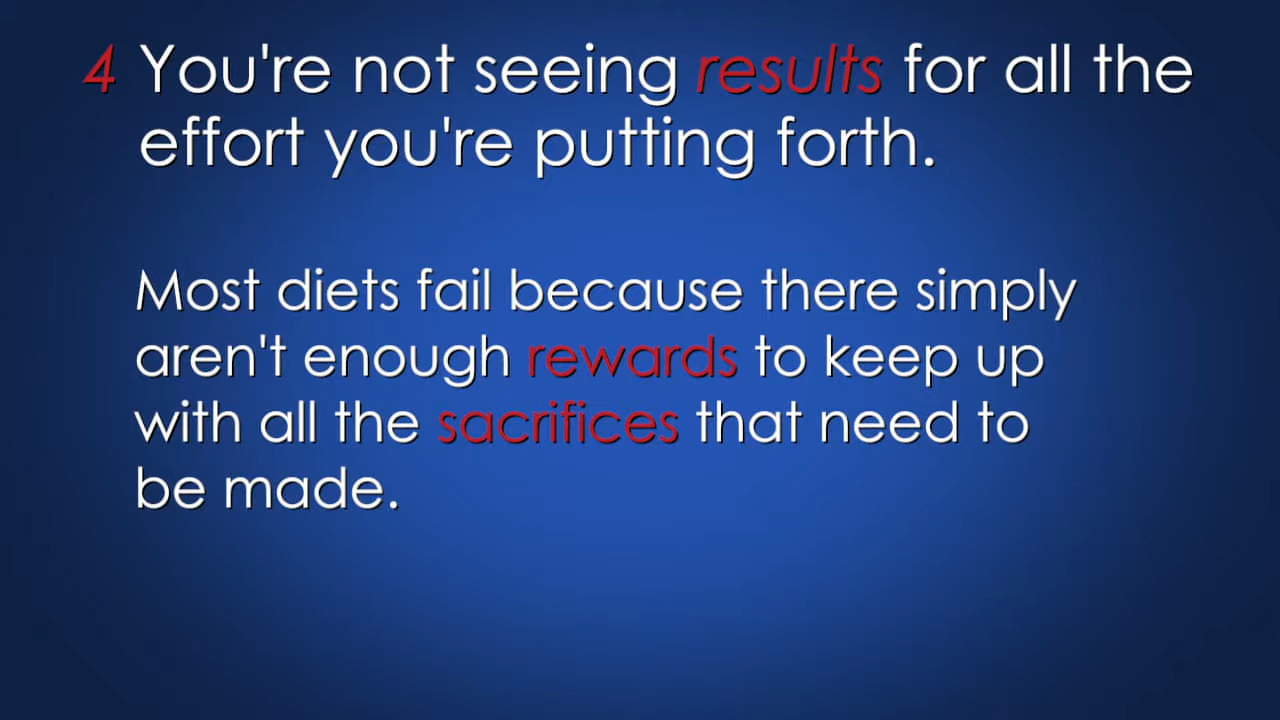 4 You're not seeing results for all the
effort you're putting forth.
Most diets fail because there simply
aren't enough rewards to keep up
with all the sacrifices that need to
be made.